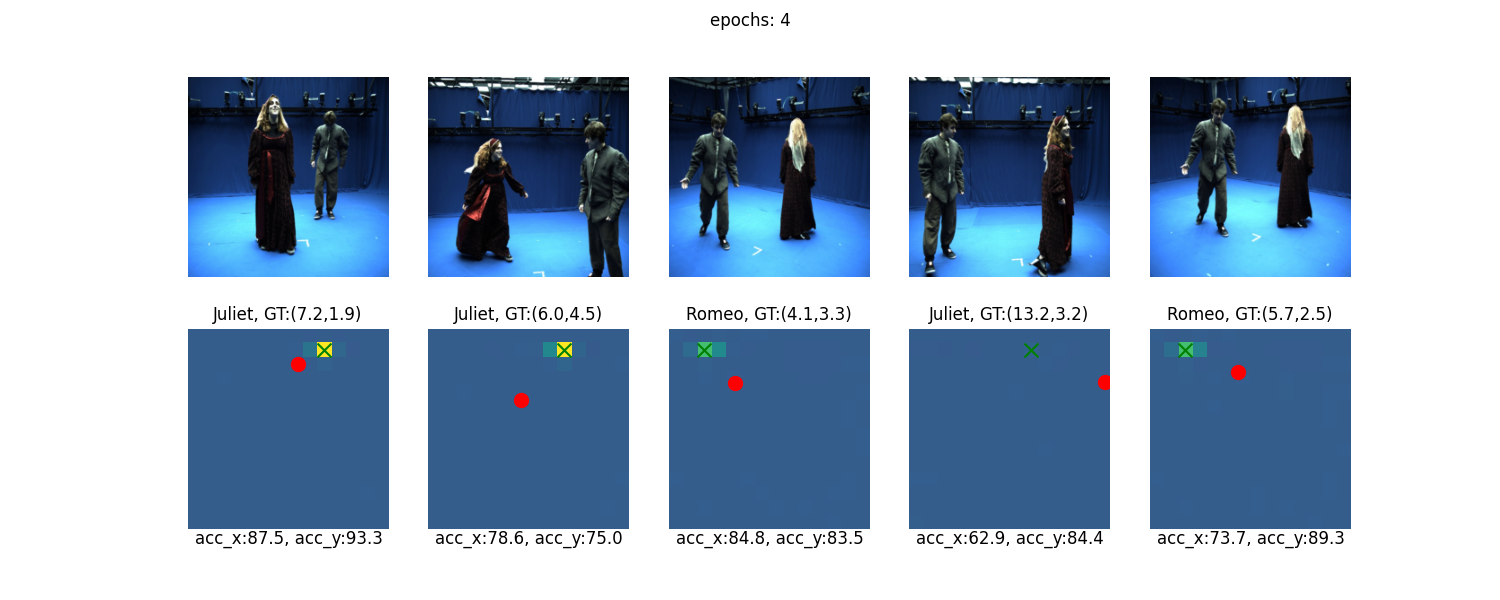 epochs: 4
Juliet, GT:(7.2,1.9)
Juliet, GT:(6.0,4.5)
Romeo, GT:(4.1,3.3)
Juliet, GT:(13.2,3.2)
Romeo, GT:(5.7,2.5)
acc_x:87.5, acc_y:93.3
acc_x:78.6, acc_y:75.0
acc_x:84.8, acc_y:83.5
acc_x:62.9, acc_y:84.4
acc_x:73.7, acc_y:89.3